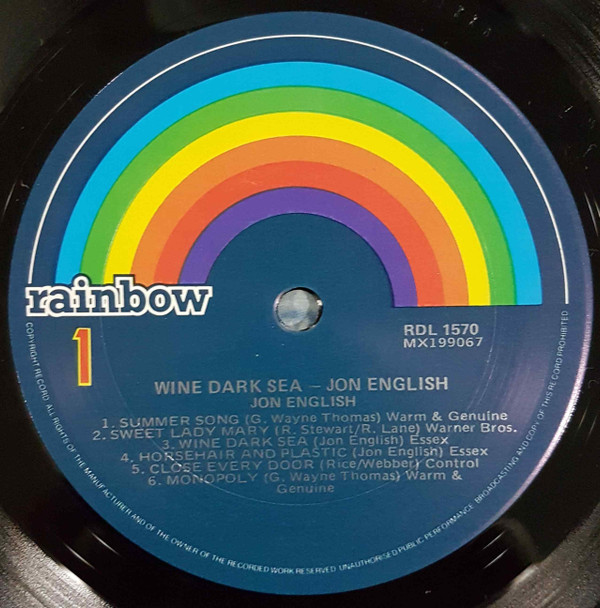 rainbow
1
RDL 1570
MX199067
WINE DARK SEA – JON ENGLISH
JON ENGLISH
1. SUMMER SONG (G. Wayne Thomas) Warm & Genuine
2. SWEET LADY MARY (R. Stewart/R. Lane) Warner Bros.
3. WINE DARK SEA (Jon English) Essex
4. HORSEHAIR AND PLASTIC (Jon English) Essex
5. CLOSE EVERY DOOR (Rice/Webber) Control
6. MONOPOLY (G. Wayne Thomas) Warm &
Genuine
COPYRIGHT RECORD. ALL RIGHTS OF THE MANUFACTURER AND OF THE OWNER OF THE RECORDED WORK RESERVED UNAUTHORISED PUBLIC PERFORMANCE BROADCASTING AND COPY OF THIS RECORD PROHIBITED